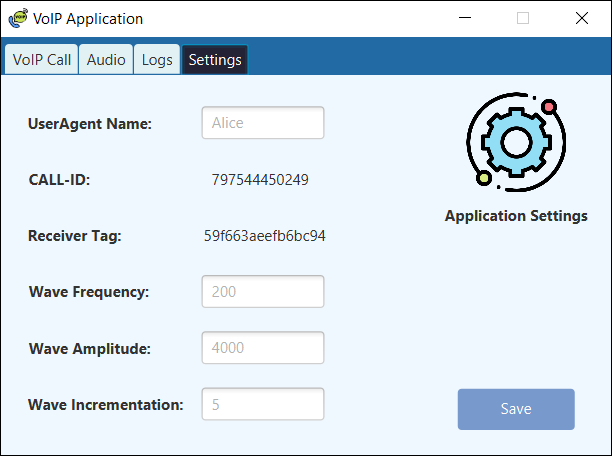 VoIP
VoIP Application
VoIP Call Audio Logs Settings
UserAgent Name: Alice
CALL-ID: 797544450249
Receiver Tag: 59f663aeefb6bc94
Wave Frequency: 200
Wave Amplitude: 4000
Wave Incrementation: 5
Application Settings
Save